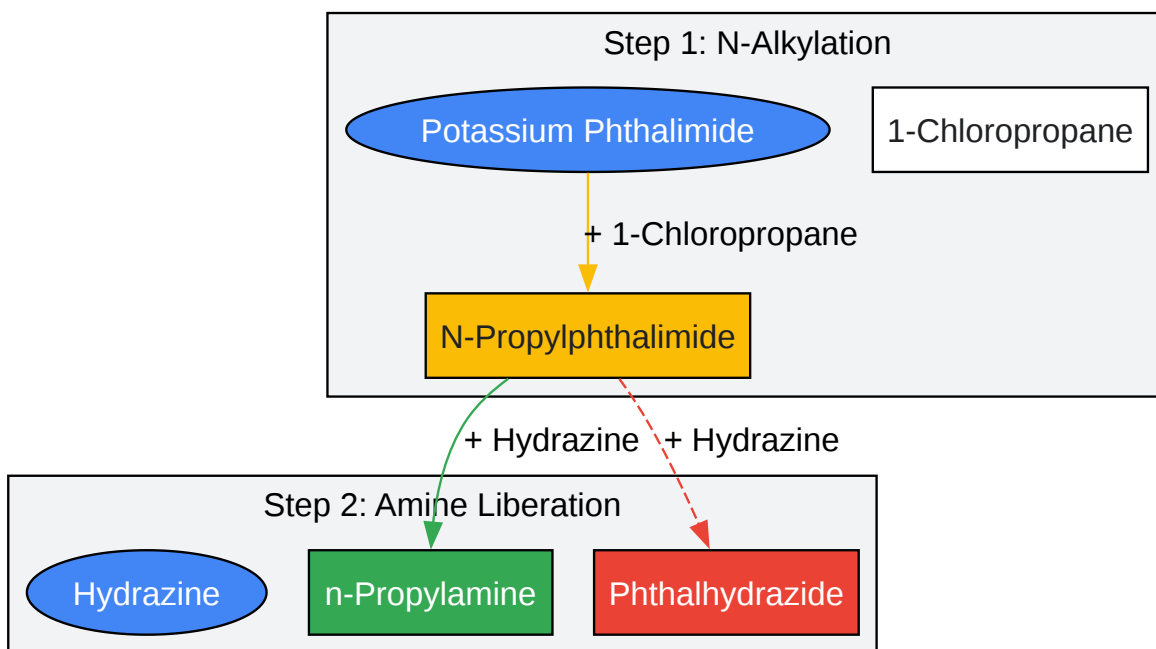 Step 1: N-Alkylation
Potassium Phthalimide
1-Chloropropane
+ 1-Chloropropane
N-Propylphthalimide
+ Hydrazine
+ Hydrazine
Step 2: Amine Liberation
Hydrazine
n-Propylamine
Phthalhydrazide